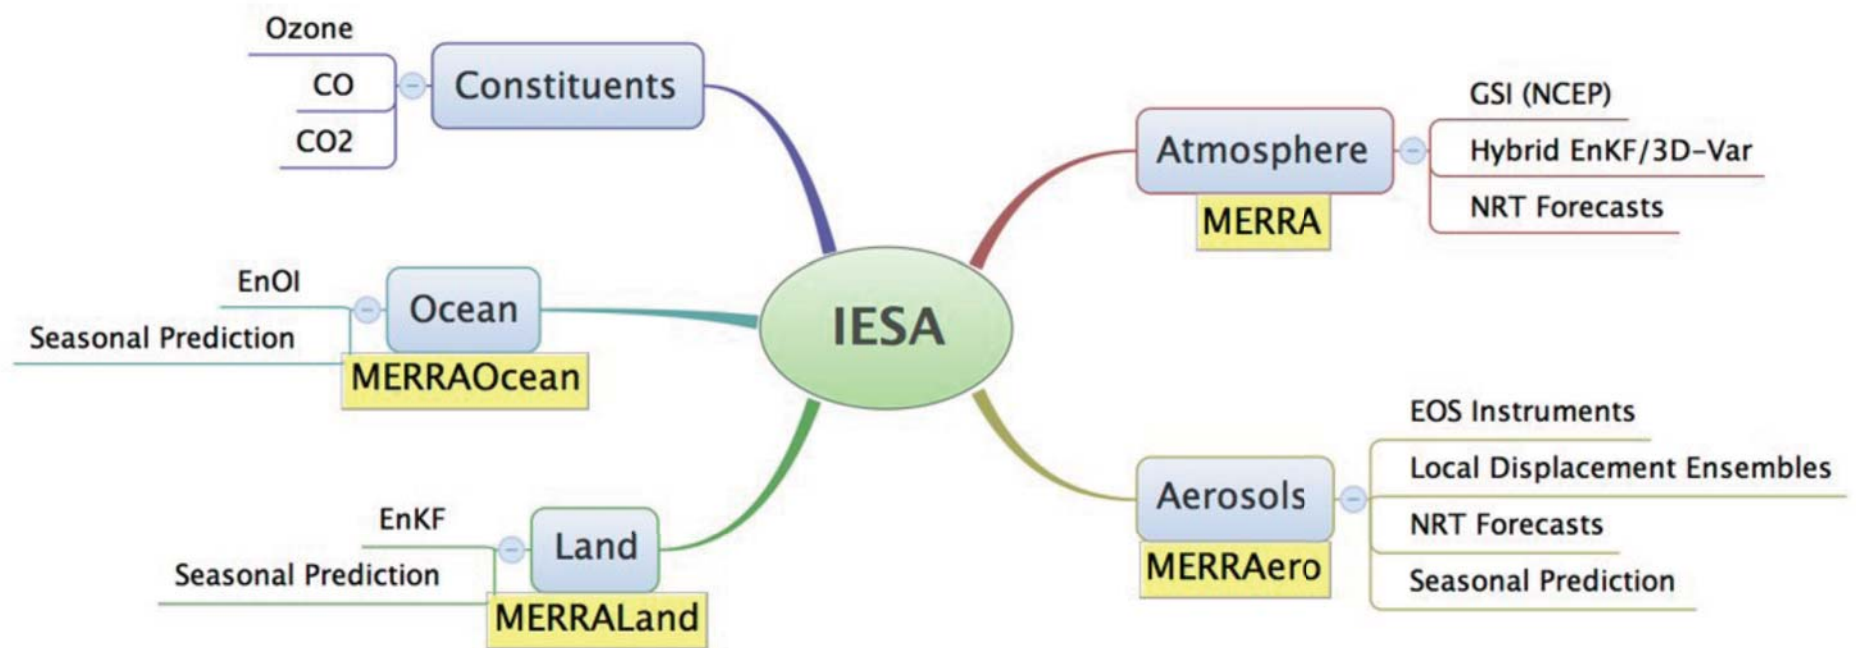 Ozone
CO
CO2
Constituents
EnOI
Seasonal Prediction
Ocean
MERRAOcean
EnKF
Seasonal Prediction
Land
MERRALand
IESA
Atmosphere
MERRA
GSI (NCEP)
Hybrid EnKF/3D-Var
NRT Forecasts
Aerosols
MERRAero
EOS Instruments
Local Displacement Ensembles
NRT Forecasts
Seasonal Prediction